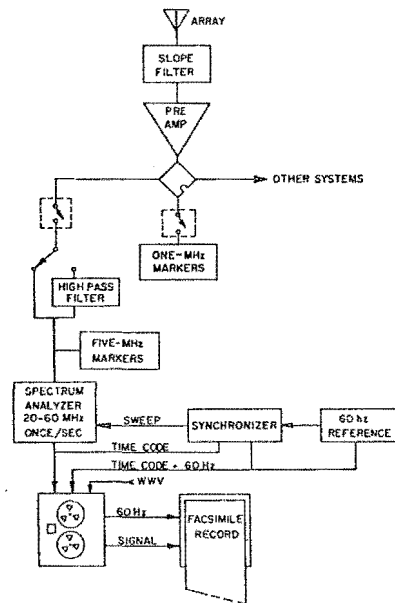 ARRAY
SLOPE
FILTER
PRE
AMP
OTHER SYSTEMS
ONE-MHz
MARKERS
HIGH PASS
FILTER
FIVE-MHz
MARKERS
SPECTRUM
ANALYZER
20-60 MHz
ONCE/SEC
SWEEP
SYNCHRONIZER
60 hz
REFERENCE
TIME CODE
TIME CODE + 60 Hz
WWV
60 Hz
SIGNAL
FACSIMILE
RECORD